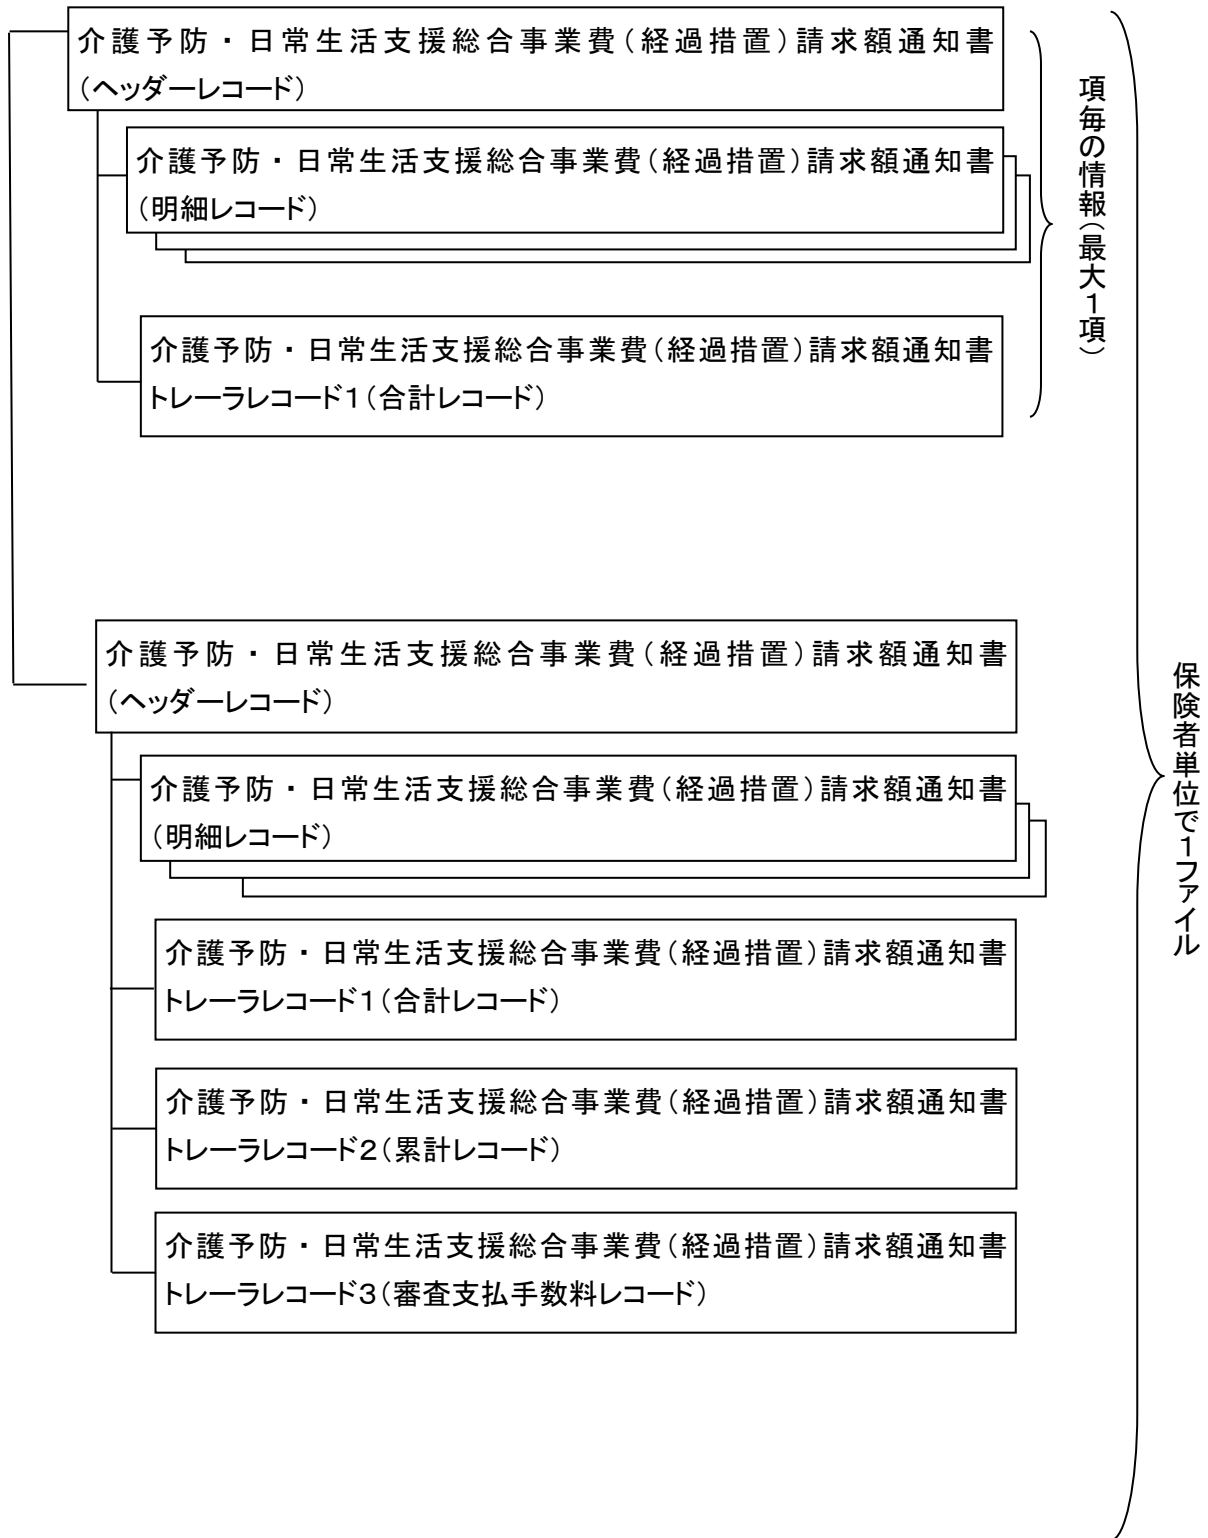 介護予防・日常生活支援総合事業費（経過措置）請求額通知書
（ヘッダーレコード）
介護予防・日常生活支援総合事業費（経過措置）請求額通知書
（明細レコード）
介護予防・日常生活支援総合事業費（経過措置）請求額通知書
トレーラレコード１（合計レコード）
項毎の情報（最大１項）
介護予防・日常生活支援総合事業費（経過措置）請求額通知書
（ヘッダーレコード）
介護予防・日常生活支援総合事業費（経過措置）請求額通知書
（明細レコード）
介護予防・日常生活支援総合事業費（経過措置）請求額通知書
トレーラレコード１（合計レコード）
介護予防・日常生活支援総合事業費（経過措置）請求額通知書
トレーラレコード２（累計レコード）
介護予防・日常生活支援総合事業費（経過措置）請求額通知書
トレーラレコード３（審査支払手数料レコード）
保険者単位で１ファイル